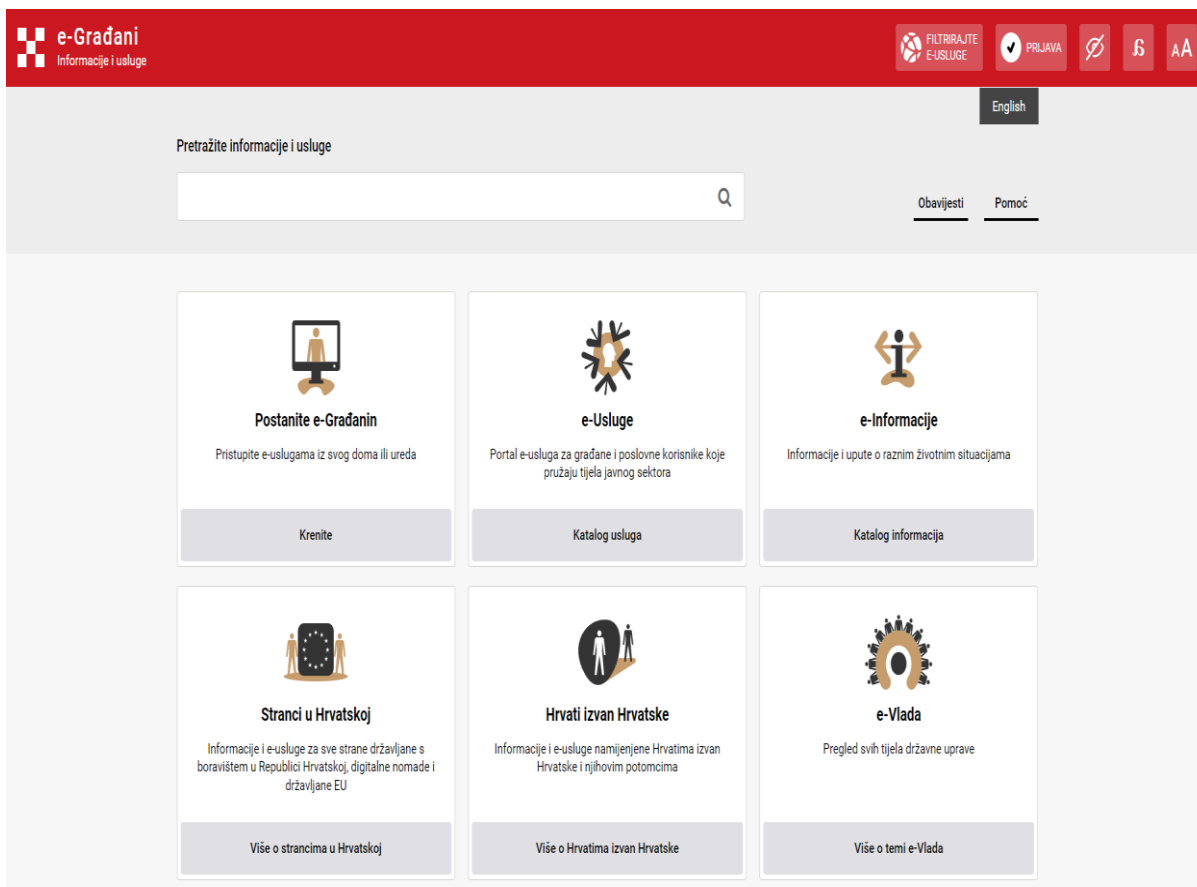 e-Građani
Informacije i usluge
FILTRIRAJTE
E-USLUGE
PRIJAVA
AA
English
Pretražite informacije i usluge
Obavijesti
Pomoć
Postanite e-Građanin
Pristupite e-uslugama iz svog doma ili ureda
Krenite
e-Usluge
Portal e-usluga za građane i poslovne korisnike koje
pružaju tijela javnog sektora
Katalog usluga
e-Informacije
Informacije i upute o raznim životnim situacijama
Katalog informacija
Stranci u Hrvatskoj
Informacije i e-usluge za sve strane državljane s
boravištem u Republici Hrvatskoj, digitalne nomade i
državljane EU
Više o strancima u Hrvatskoj
Hrvati izvan Hrvatske
Informacije i e-usluge namijenjene Hrvatima izvan
Hrvatske i njihovim potomcima
Više o Hrvatima izvan Hrvatske
e-Vlada
Pregled svih tijela državne uprave
Više o temi e-Vlada